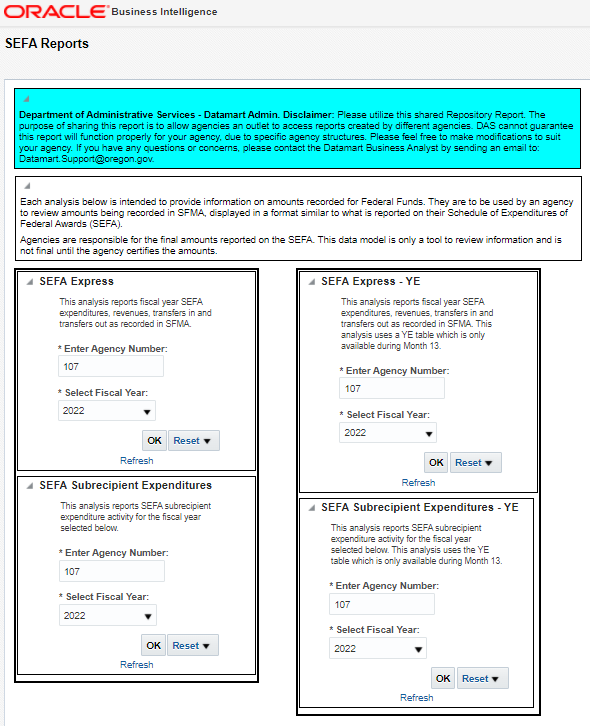 ORACLE Business Intelligence
SEFA Reports
Department of Administrative Services - Datamart Admin. Disclaimer: Please utilize this shared Repository Report. The
purpose of sharing this report is to allow agencies an outlet to access reports created by different agencies. DAS cannot guarantee
this report will function properly for your agency, due to specific agency structures. Please feel free to make modifications to suit
your agency. If you have any questions or concerns, please contact the Datamart Business Analyst by sending an email to:
Datamart.Support@oregon.gov.
Each analysis below is intended to provide information on amounts recorded for Federal Funds. They are to be used by an agency
to review amounts being recorded in SFMA, displayed in a format similar to what is reported on their Schedule of Expenditures of
Federal Awards (SEFA).
Agencies are responsible for the final amounts reported on the SEFA. This data model is only a tool to review information and is
not final until the agency certifies the amounts.
SEFA Express
This analysis reports fiscal year SEFA
expenditures, revenues, transfers in and
transfers out as recorded in SFMA.
* Enter Agency Number:
107
* Select Fiscal Year:
2022
OK Reset
Refresh
SEFA Subrecipient Expenditures
This analysis reports SEFA subrecipient
expenditure activity for the fiscal year
selected below.
* Enter Agency Number:
107
* Select Fiscal Year:
2022
OK Reset
Refresh
SEFA Express - YE
This analysis reports fiscal year SEFA
expenditures, revenues, transfers in and
transfers out as recorded in SFMA. This
analysis uses a YE table which is only
available during Month 13.
* Enter Agency Number:
107
* Select Fiscal Year:
2022
OK Reset
Refresh
SEFA Subrecipient Expenditures - YE
This analysis reports SEFA subrecipient
expenditure activity for the fiscal year
selected below. This analysis uses the YE
table which is only available during Month 13.
* Enter Agency Number:
107
* Select Fiscal Year:
2022
OK Reset
Refresh